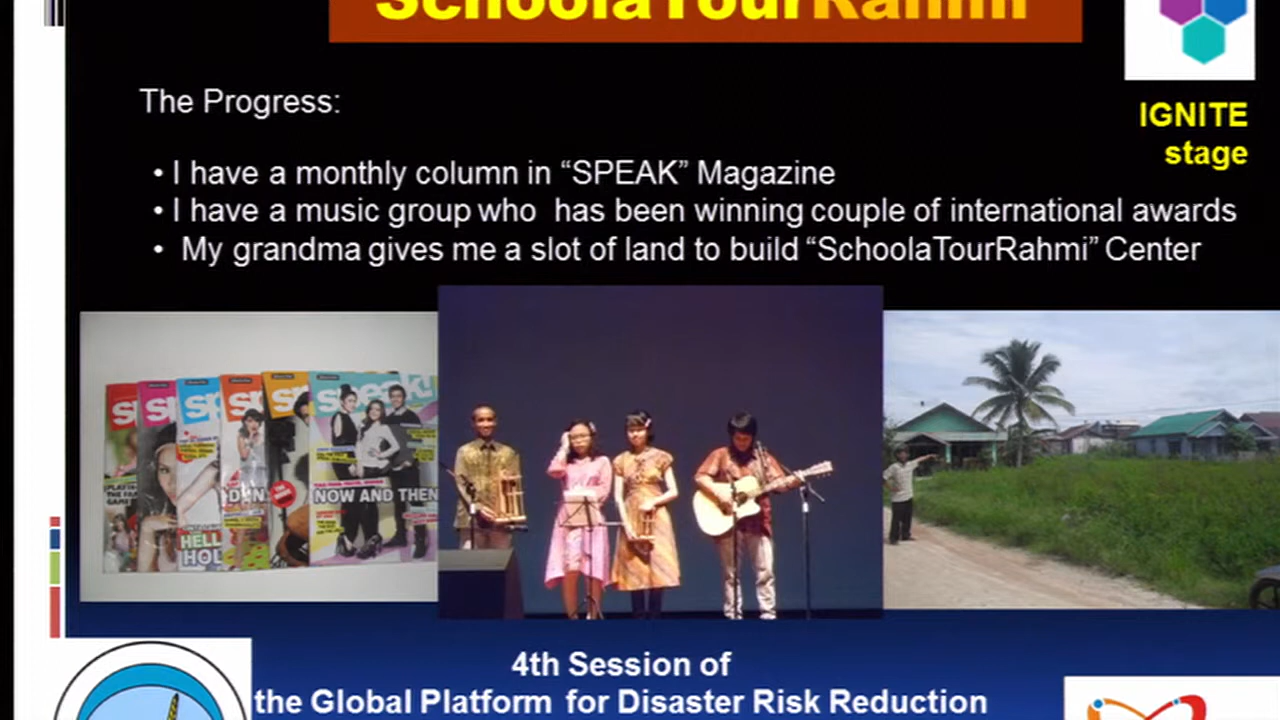 SchoolaTourRahmi
IGNITE
stage
The Progress:
• I have a monthly column in “SPEAK” Magazine
• I have a music group who has been winning couple of international awards
• My grandma gives me a slot of land to build “SchoolaTourRahmi” Center
speak!
NOW AND THEN
4th Session of
the Global Platform for Disaster Risk Reduction